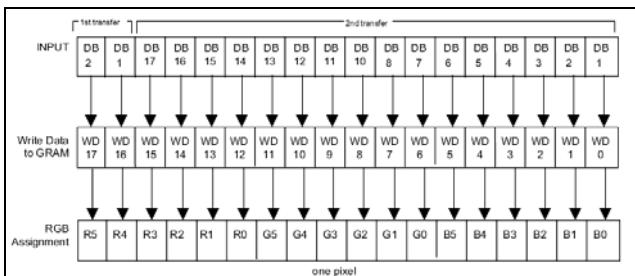 1st transfer 2nd transfer
INPUT DB 2 DB 1 DB 17 DB 16 DB 15 DB 14 DB 13 DB 12 DB 11 DB 10 DB 8 DB 7 DB 6 DB 5 DB 4 DB 3 DB 2 DB 1
Write Data to GRAM WD 17 WD 16 WD 15 WD 14 WD 13 WD 12 WD 11 WD 10 WD 9 WD 8 WD 7 WD 6 WD 5 WD 4 WD 3 WD 2 WD 1 WD 0
RGB Assignment R5 R4 R3 R2 R1 R0 G5 G4 G3 G2 G1 G0 B5 B4 B3 B2 B1 B0
one pixel